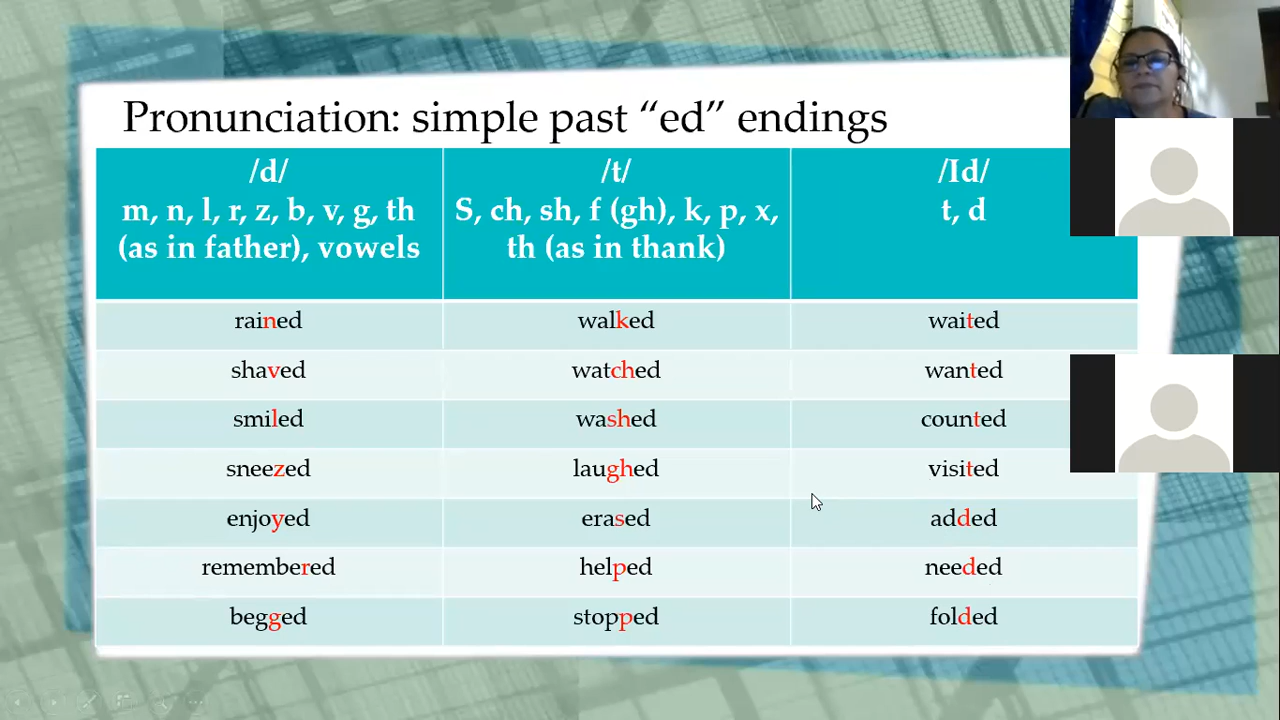 Pronunciation: simple past “ed” endings
/d/
m, n, l, r, z, b, v, g, th
(as in father), vowels
/t/
S, ch, sh, f (gh), k, p, x,
th (as in thank)
/Id/
t, d
rained walked waited
shaved watched wanted
smiled washed counted
sneezed laughed visited
enjoyed erased added
remembered helped needed
begged stopped folded